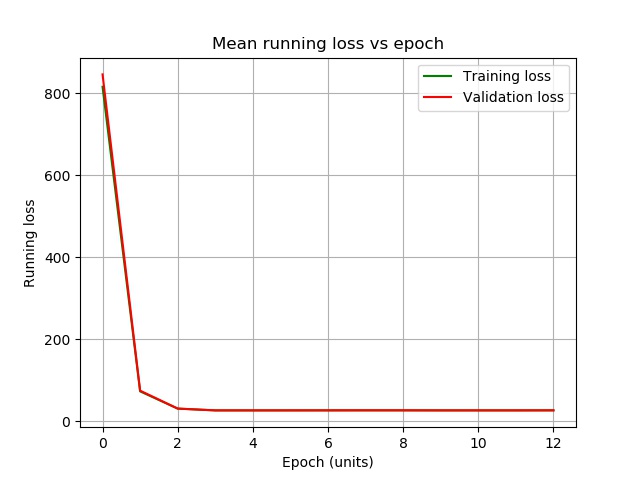 Mean running loss vs epoch
Training loss
Validation loss
800
600
400
200
0
Running loss
0 2 4 6 8 10 12
Epoch (units)